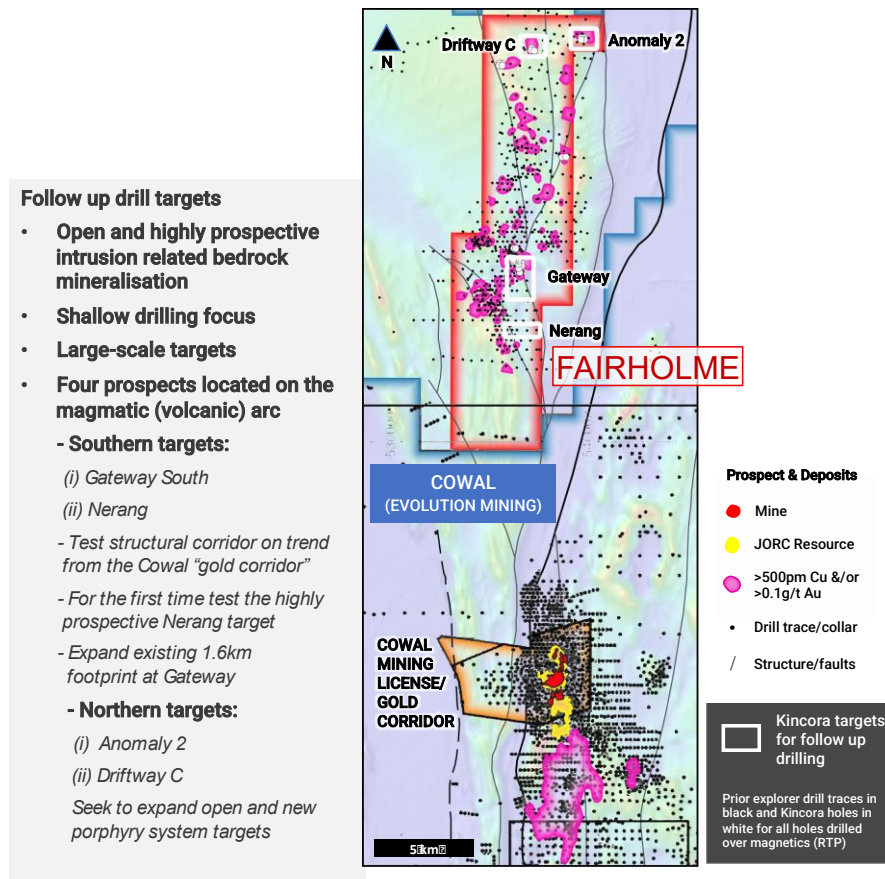 Follow up drill targets
• Open and highly prospective
intrusion related bedrock
mineralisation
• Shallow drilling focus
• Large-scale targets
• Four prospects located on the
magmatic (volcanic) arc
- Southern targets:
(i) Gateway South
(ii) Nerang
- Test structural corridor on trend
from the Cowal “gold corridor”
- For the first time test the highly
prospective Nerang target
- Expand existing 1.6km
footprint at Gateway
- Northern targets:
(i) Anomaly 2
(ii) Driftway C
Seek to expand open and new
porphyry system targets
N
Driftway C
Anomaly 2
Gateway
Nerang
FAIRHOLME
COWAL
(EVOLUTION MINING)
COWAL
MINING
LICENSE/
GOLD
CORRIDOR
Prospect & Deposits
Mine
JORC Resource
>500pm Cu &/or
>0.1g/t Au
Drill trace/collar
Structure/faults
Kincora targets
for follow up
drilling
Prior explorer drill traces in
black and Kincora holes in
white for all holes drilled
over magnetics (RTP)